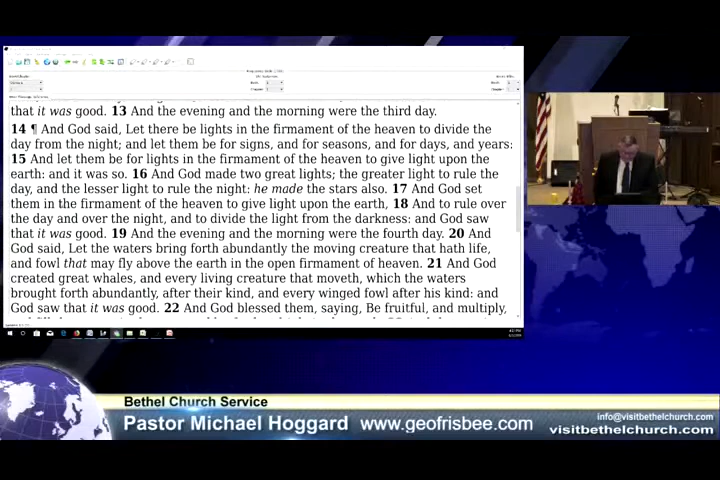 that it was good. 13 And the evening and the morning were the third day.
14 ¶ And God said, Let there be lights in the firmament of the heaven to divide the
day from the night; and let them be for signs, and for seasons, and for days, and years:
15 And let them be for lights in the firmament of the heaven to give light upon the
earth: and it was so. 16 And God made two great lights; the greater light to rule the
day, and the lesser light to rule the night: he made the stars also. 17 And God set
them in the firmament of the heaven to give light upon the earth, 18 And to rule over
the day and over the night, and to divide the light from the darkness: and God saw
that it was good. 19 And the evening and the morning were the fourth day. 20 And
God said, Let the waters bring forth abundantly the moving creature that hath life,
and fowl that may fly above the earth in the open firmament of heaven. 21 And God
created great whales, and every living creature that moveth, which the waters
brought forth abundantly, after their kind, and every winged fowl after his kind: and
God saw that it was good. 22 And God blessed them, saying, Be fruitful, and multiply,
Bethel Church Service
Pastor Michael Hoggard www.geofrisbee.com
info@visitbethelchurch.com
visitbethelchurch.com